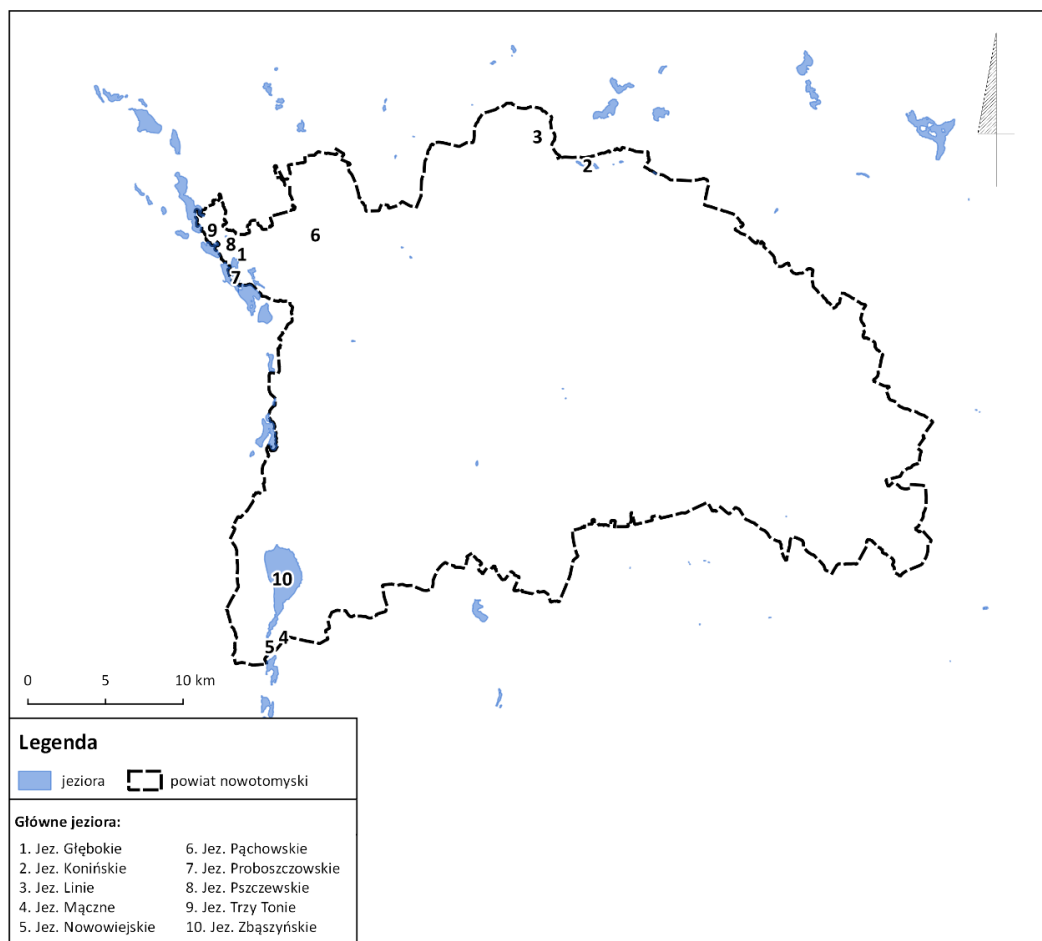 3
2
9
8
1
6
7
10
4
5
0 5 10 km
Legenda
jeziora powiat nowotomyski
Główne jeziora:
1. Jez. Głębokie
2. Jez. Konińskie
3. Jez. Linie
4. Jez. Mączne
5. Jez. Nowowiejskie
6. Jez. Pąchowskie
7. Jez. Proboszczowskie
8. Jez. Pszczewskie
9. Jez. Trzy Tonie
10. Jez. Zbąszyńskie